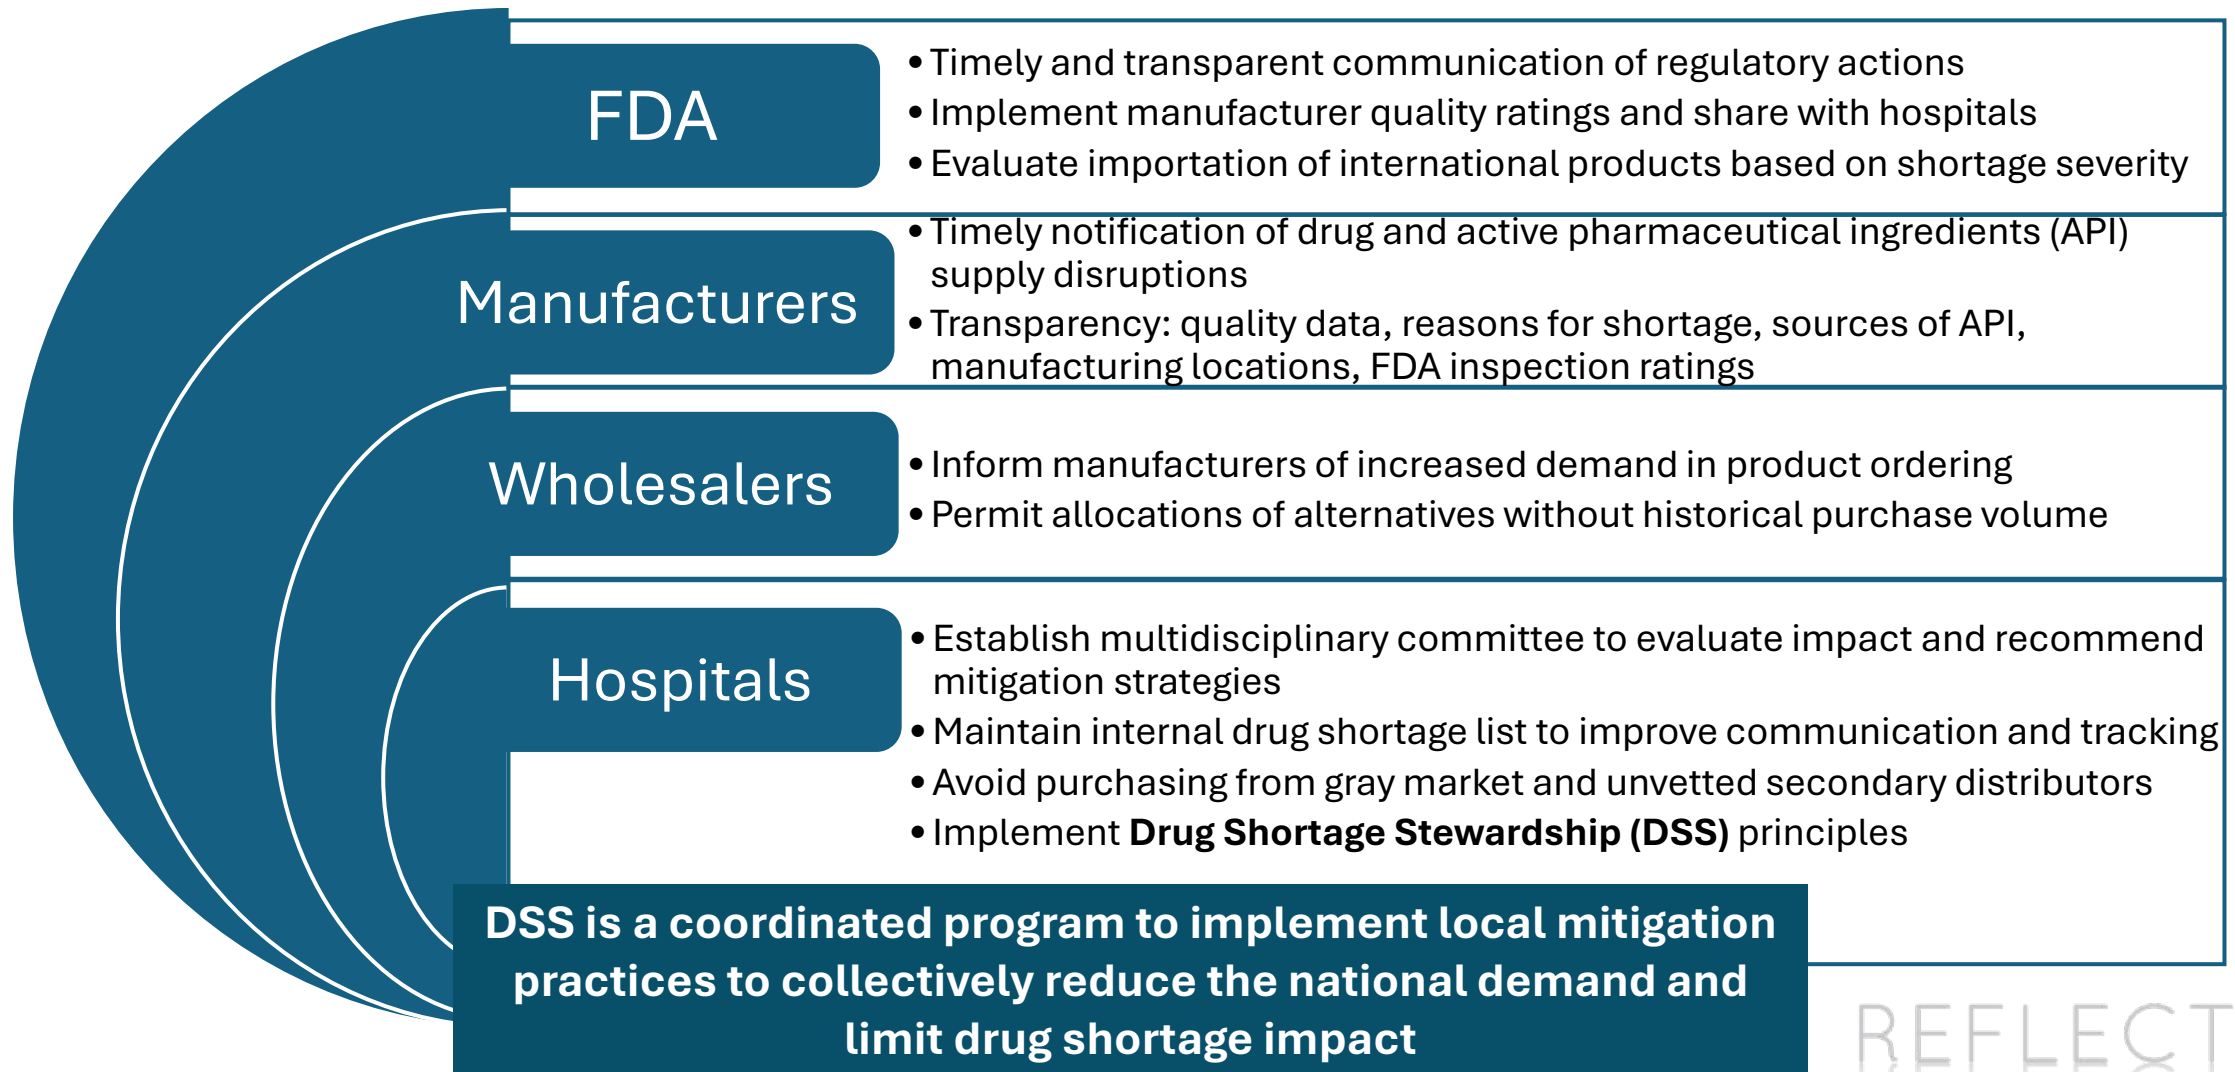 FDA
• Timely and transparent communication of regulatory actions
• Implement manufacturer quality ratings and share with hospitals
• Evaluate importation of international products based on shortage severity
Manufacturers
• Timely notification of drug and active pharmaceutical ingredients (API)
supply disruptions
• Transparency: quality data, reasons for shortage, sources of API,
manufacturing locations, FDA inspection ratings
Wholesalers
• Inform manufacturers of increased demand in product ordering
• Permit allocations of alternatives without historical purchase volume
Hospitals
• Establish multidisciplinary committee to evaluate impact and recommend
mitigation strategies
• Maintain internal drug shortage list to improve communication and tracking
• Avoid purchasing from gray market and unvetted secondary distributors
• Implement Drug Shortage Stewardship (DSS) principles
DSS is a coordinated program to implement local mitigation
practices to collectively reduce the national demand and
limit drug shortage impact
REFLECT